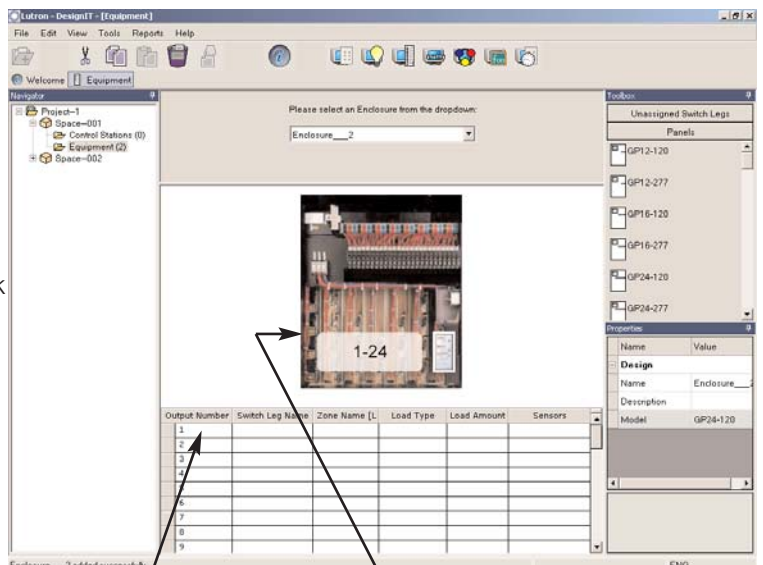 Lutron - DesignIT - [Equipment]
File Edit View Tools Reports Help
Welcome Equipment
Navigator
Project-1
Space-001
Control Stations (0)
Equipment (2)
Space-002
Please select an Enclosure from the dropdown:
Enclosure___2
1-24
Output Number Switch Leg Name Zone Name [L Load Type Load Amount Sensors
1
2
3
4
6
7
8
9
Toolbox
Unassigned Switch Legs
Panels
GP12-120
GP12-277
GP16-120
GP16-277
GP24-120
GP24-277
Properties
Name Value
Design
Name Enclosure___2
Description
Model GP24-120
K